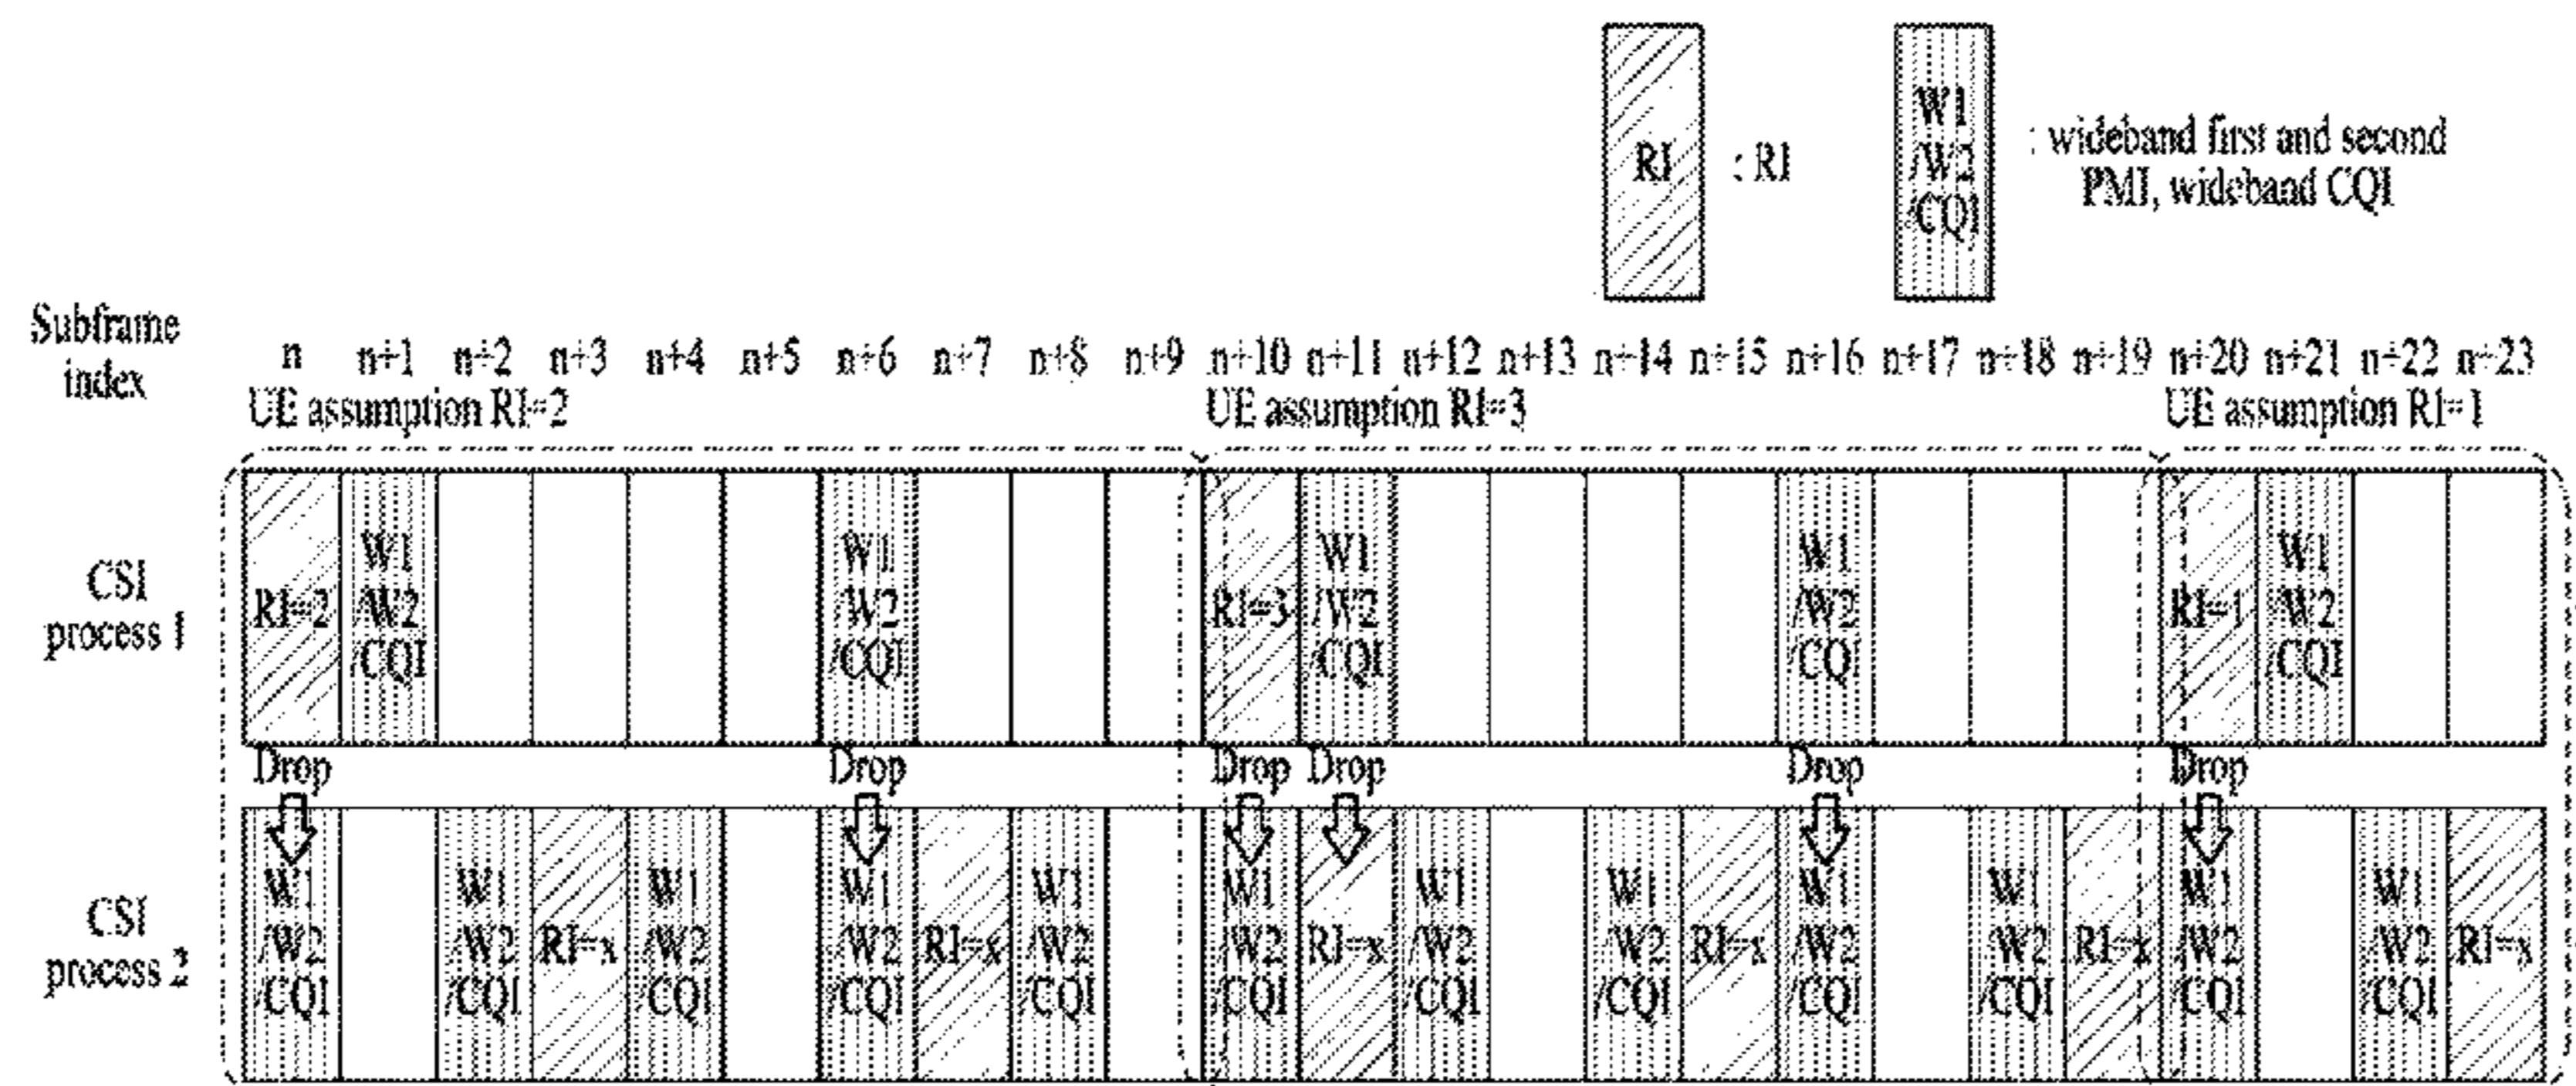 RI : RI
W1 /W2 /CQI : wideband first and second PMI, wideband CQI
Subframe index
n n+1 n+2 n+3 n+4 n+5 n+6 n+7 n+8 n+9 n+10 n+11 n+12 n+13 n+14 n+15 n+16 n+17 n+18 n+19 n+20 n+21 n+22 n+23
UE assumption RI=2 UE assumption RI=3 UE assumption RI=1
CSI process 1
RI=2 W1 /W2 /CQI W1 /W2 /CQI RI=3 W1 /W2 /CQI W1 /W2 /CQI RI=1 W1 /W2 /CQI
Drop Drop Drop Drop Drop Drop
CSI process 2
W1 /W2 /CQI W1 /W2 /CQI RI=x W1 /W2 /CQI W1 /W2 /CQI RI=x W1 /W2 /CQI W1 /W2 /CQI RI=x W1 /W2 /CQI W1 /W2 /CQI RI=x W1 /W2 /CQI W1 /W2 /CQI RI=x W1 /W2 /CQI W1 /W2 /CQI RI=x